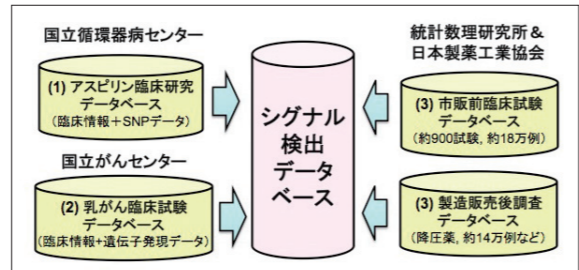 国立循環器病センター
(1) アスピリン臨床研究
データベース
(臨床情報＋SNPデータ)
国立がんセンター
(2) 乳がん臨床試験
データベース
(臨床情報+遺伝子発現データ)
シグナル
検出
データ
ベース
統計数理研究所＆
日本製薬工業協会
(3) 市販前臨床試験
データベース
(約900試験, 約18万例)
(3) 製造販売後調査
データベース
(降圧薬, 約14万例など)